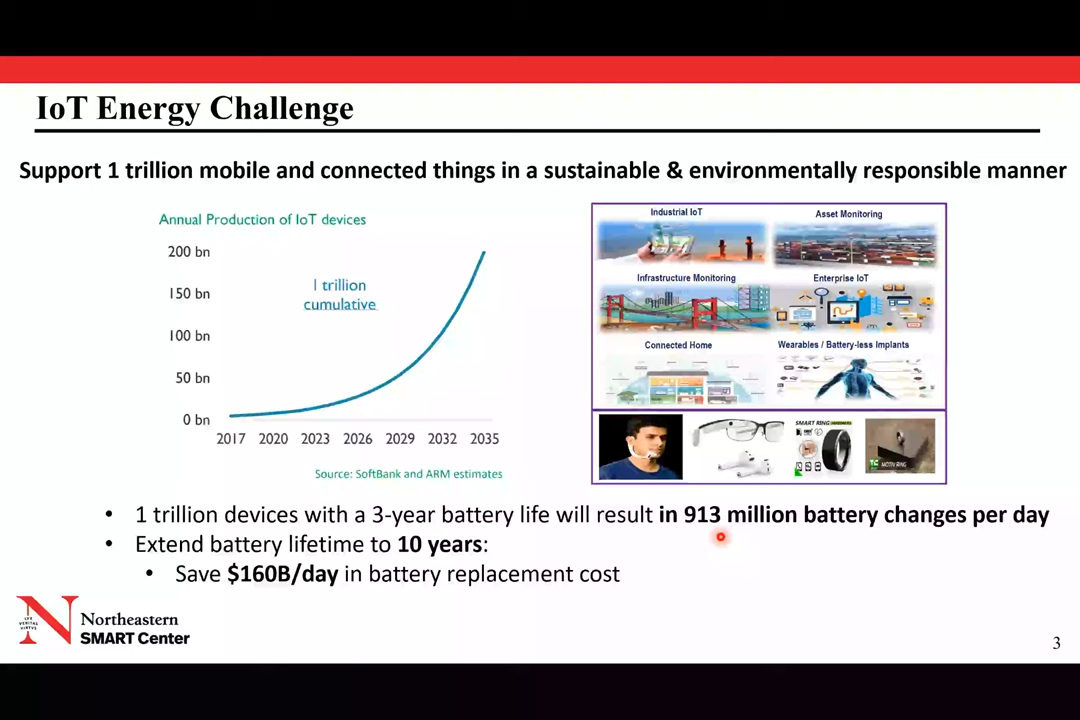 IoT Energy Challenge
Support 1 trillion mobile and connected things in a sustainable & environmentally responsible manner
Annual Production of IoT devices
200 bn
150 bn
100 bn
50 bn
0 bn
1 trillion
cumulative
2017 2020 2023 2026 2029 2032 2035
Source: SoftBank and ARM estimates
Industrial IoT
Asset Monitoring
Infrastructure Monitoring
Enterprise IoT
Connected Home
Wearables / Battery-less Implants
SMART RING
MOTIV RING
• 1 trillion devices with a 3-year battery life will result in 913 million battery changes per day
• Extend battery lifetime to 10 years:
• Save $160B/day in battery replacement cost
N
Northeastern
SMART Center
3